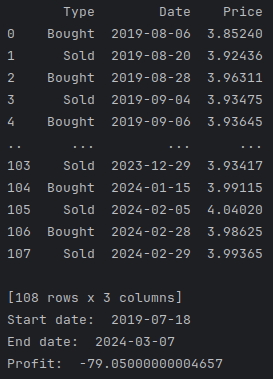 Type Date Price
0 Bought 2019-08-06 3.85240
1 Sold 2019-08-20 3.92436
2 Bought 2019-08-28 3.96311
3 Sold 2019-09-04 3.93475
4 Bought 2019-09-06 3.93645
.. ... ... ...
103 Sold 2023-12-29 3.93417
104 Bought 2024-01-15 3.99115
105 Sold 2024-02-05 4.04020
106 Bought 2024-02-28 3.98625
107 Sold 2024-02-29 3.99365
[108 rows x 3 columns]
Start date: 2019-07-18
End date: 2024-03-07
Profit: -79.05000000004657